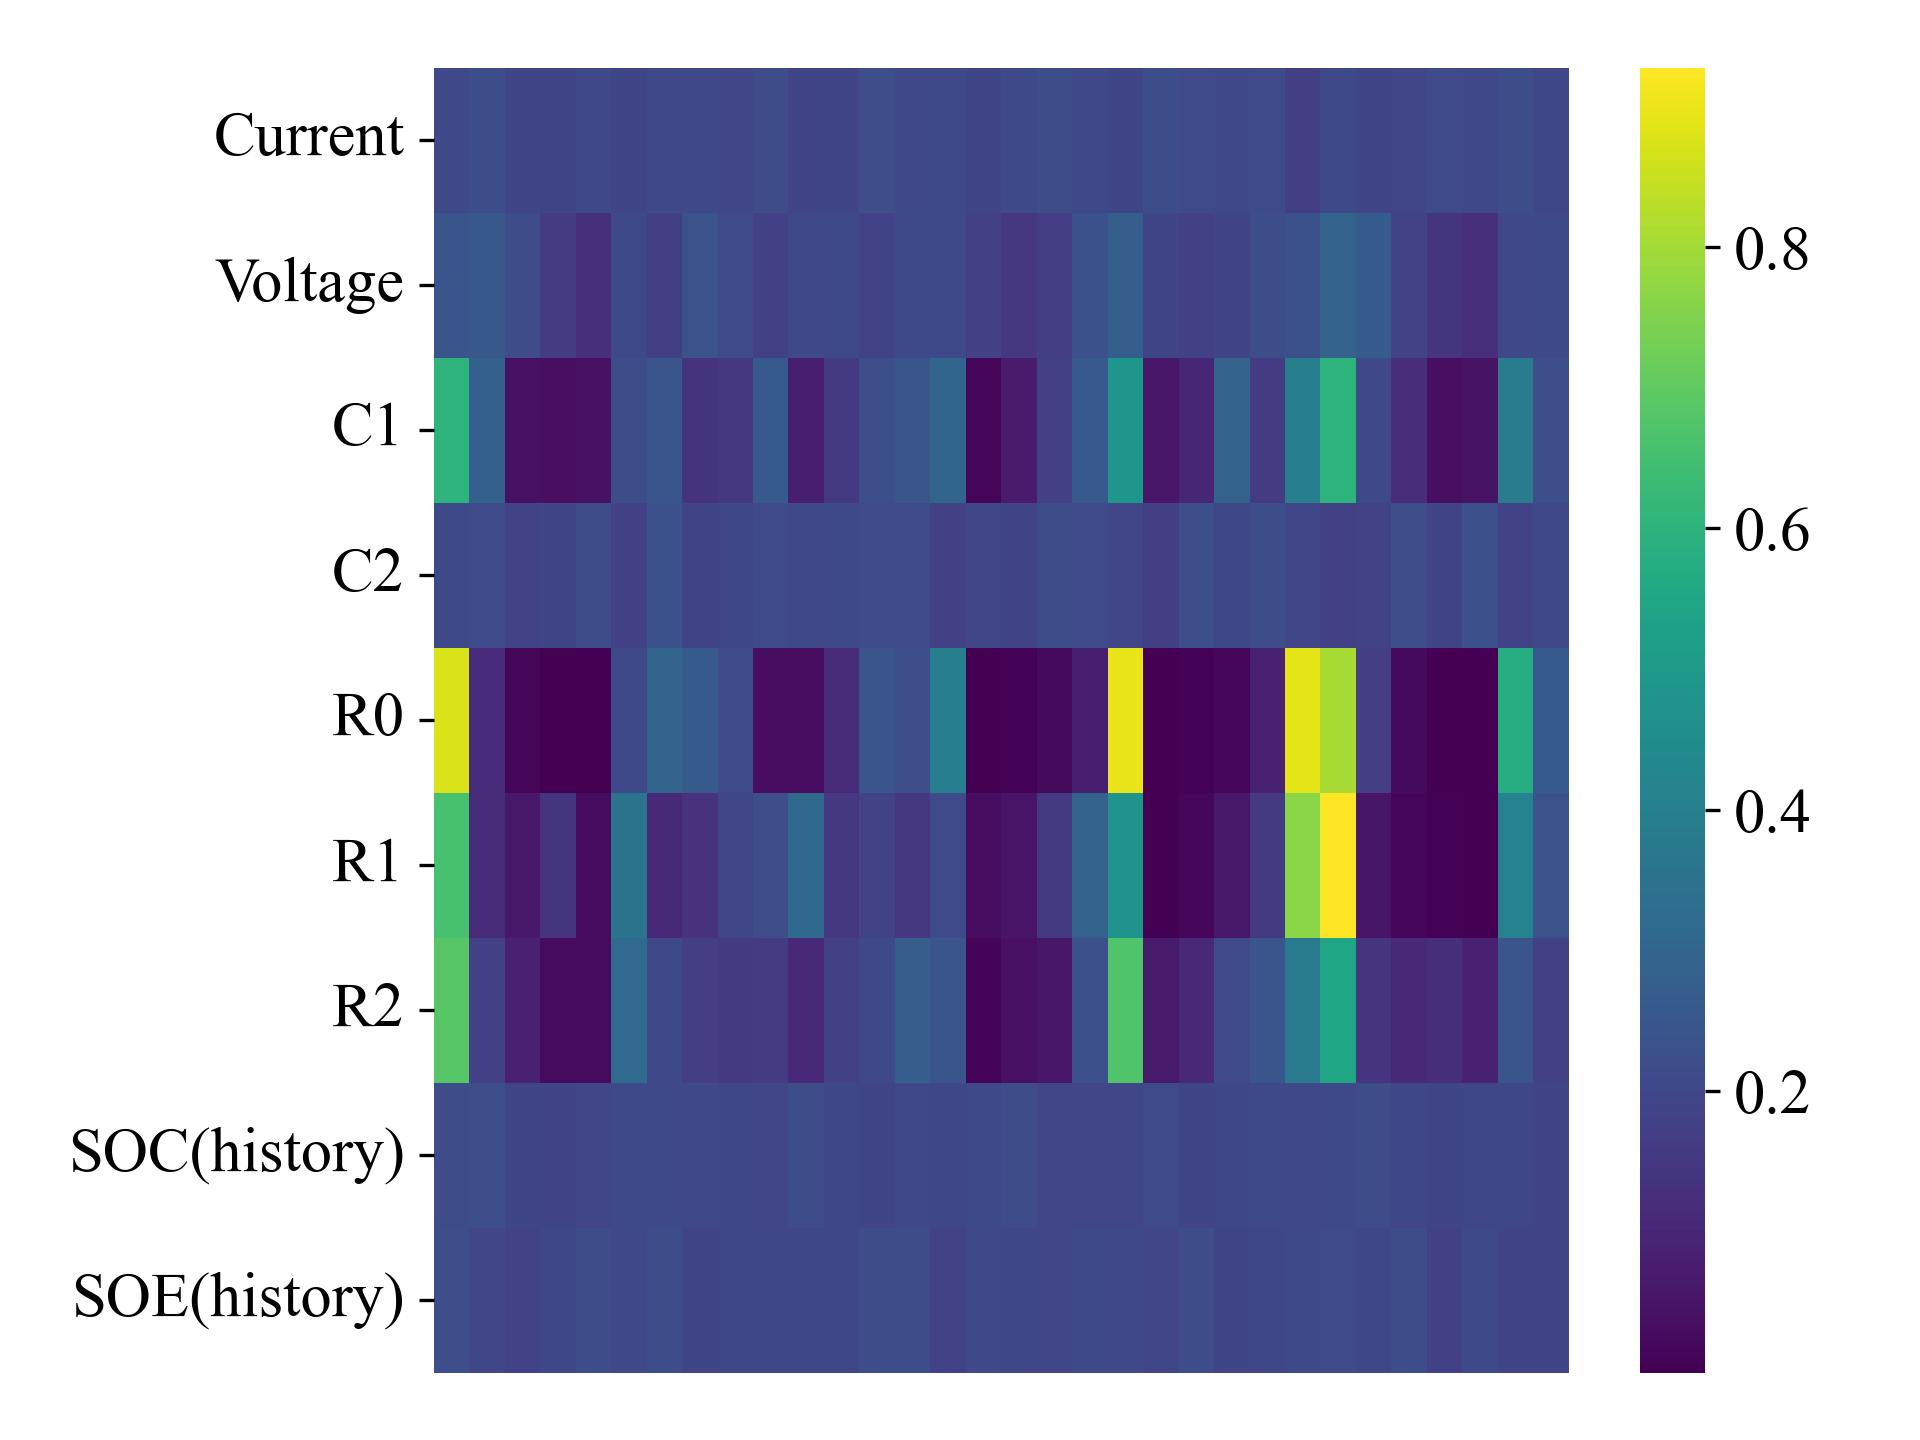 Current
Voltage
C1
C2
R0
R1
R2
SOC(history)
SOE(history)
0.8
0.6
0.4
0.2